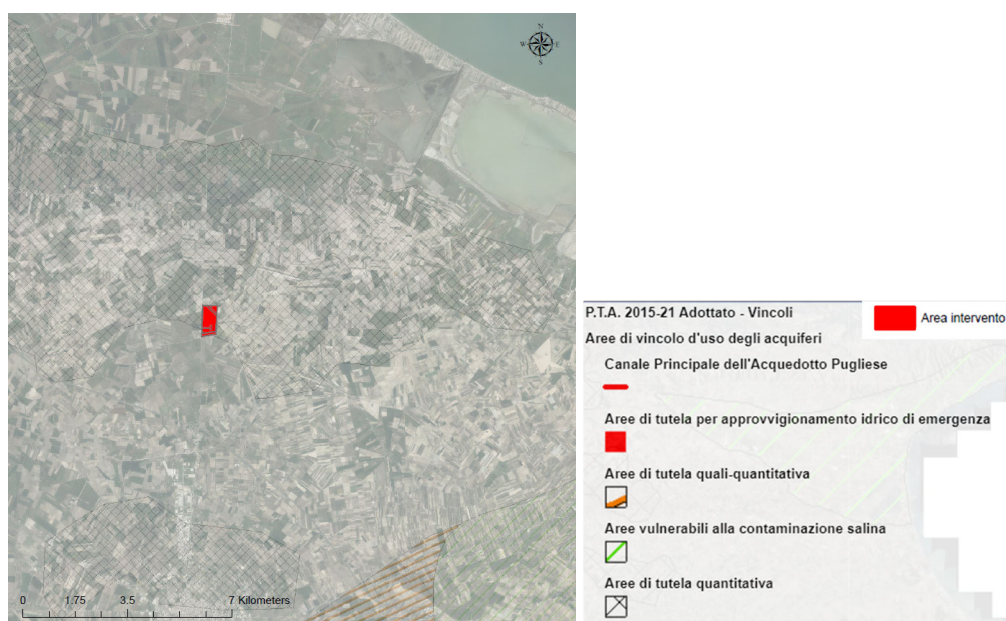 N
W E
S
0 1.75 3.5 7 Kilometers
P.T.A. 2015-21 Adottato - Vincoli
Area intervento
Aree di vincolo d'uso degli acquiferi
Canale Principale dell'Acquedotto Pugliese
Aree di tutela per approvvigionamento idrico di emergenza
Aree di tutela quali-quantitativa
Aree vulnerabili alla contaminazione salina
Aree di tutela quantitativa